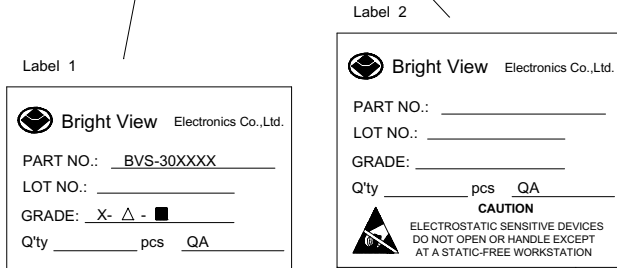 Label 1
Bright View Electronics Co.,Ltd.
PART NO.: BVS-30XXXX
LOT NO.:
GRADE: X- △ - ■
Q'ty pcs QA
Label 2
Bright View Electronics Co.,Ltd.
PART NO.:
LOT NO.:
GRADE:
Q'ty pcs QA
CAUTION
ELECTROSTATIC SENSITIVE DEVICES
DO NOT OPEN OR HANDLE EXCEPT
AT A STATIC-FREE WORKSTATION